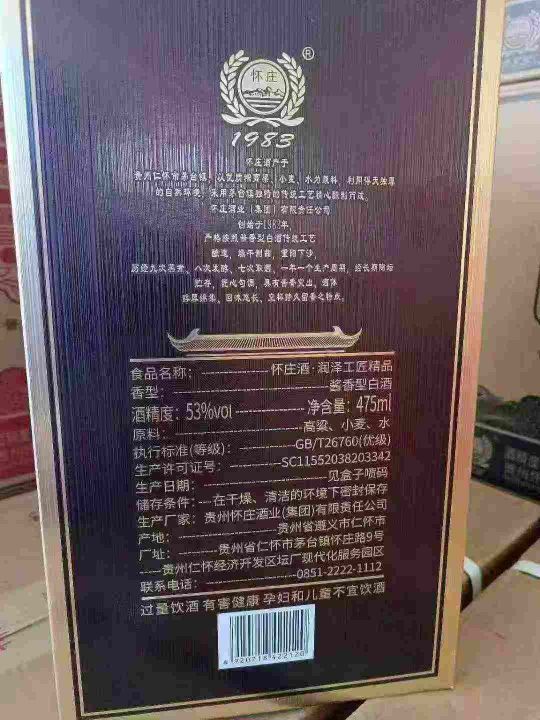 怀庄
®
1983
怀庄酒产于
贵州仁怀市茅台镇，以优质糯高粱、小麦、水为原料，利用得天独厚
的自然环境，采用茅台镇独特的传统工艺精心酿制而成。
怀庄酒业（集团）有限责任公司
创始于1983年，
严格按照酱香型白酒传统工艺
酿造，端午制曲，重阳下沙，
历经九次蒸煮、八次发酵、七次取酒，一年一个生产周期，经长期陶坛
贮存，匠心勾调，具有酱香突出、酒体
醇厚绵柔、回味悠长、空杯持久留香之特点。
食品名称：怀庄酒·润泽工匠精品
香型：酱香型白酒
酒精度：53%vol 净含量：475ml
原料：高粱、小麦、水
执行标准(等级)：GB/T26760(优级)
生产许可证号：SC11552038203342
生产日期：见盒子喷码
储存条件：在干燥、清洁的环境下密封保存
生产厂家：贵州怀庄酒业(集团)有限责任公司
产地：贵州省遵义市仁怀市
厂址：贵州省仁怀市茅台镇怀庄路9号
贵州仁怀经济开发区坛厂现代化服务园区
联系电话：0851-2222-1112
过量饮酒 有害健康 孕妇和儿童不宜饮酒